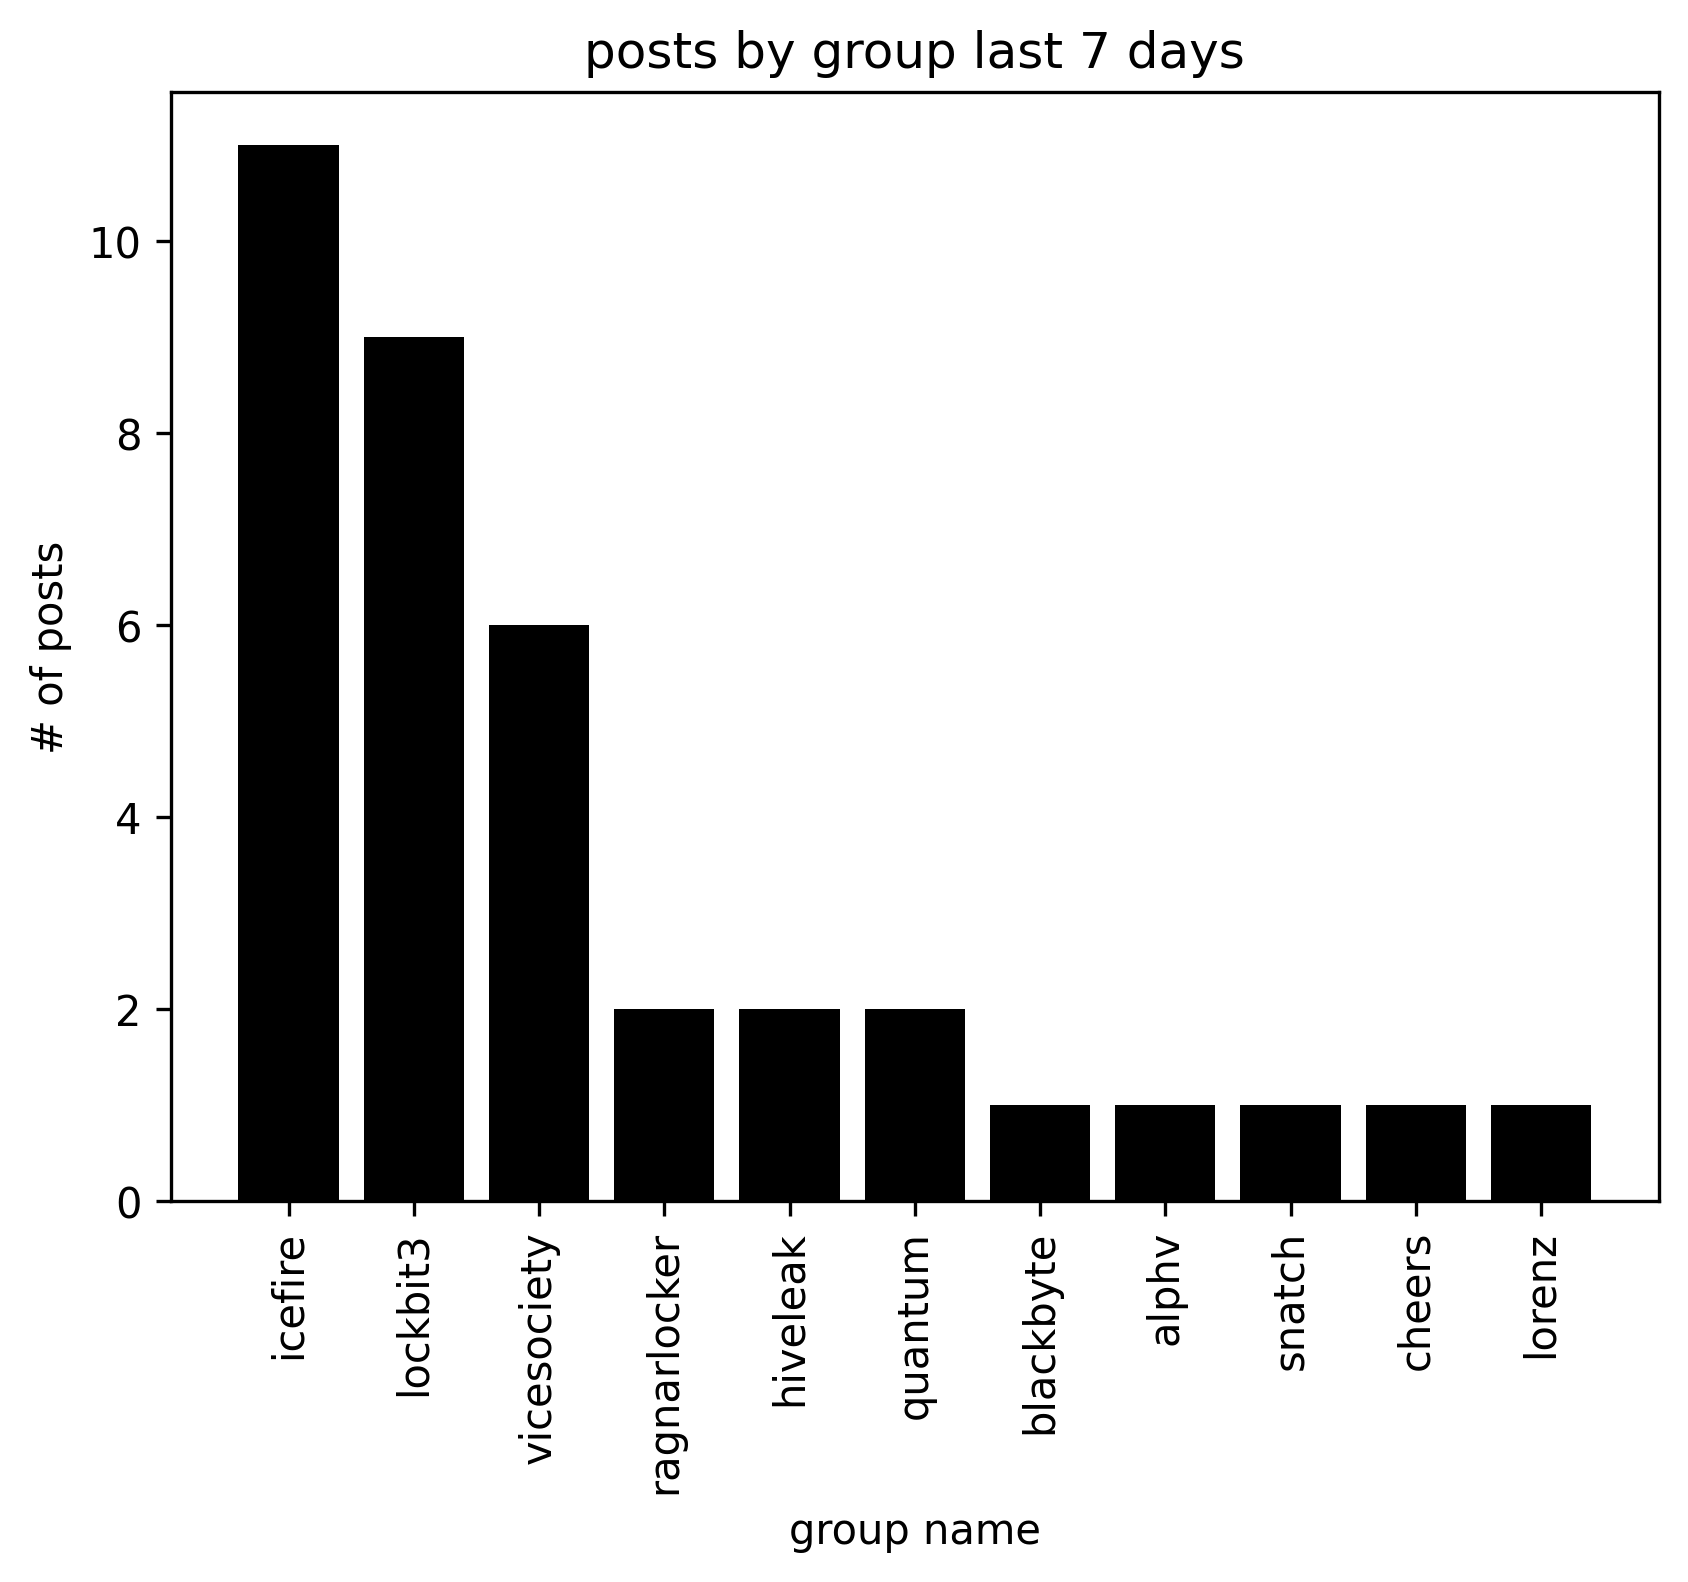 posts by group last 7 days
# of posts
10
8
6
4
2
0
icefire
lockbit3
vicesociety
ragnarlocker
hiveleak
quantum
blackbyte
alphv
snatch
cheers
lorenz
group name